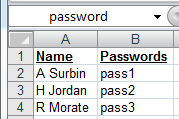 password
A B
1 Name Passwords
2 A Surbin pass1
3 H Jordan pass2
4 R Morate pass3